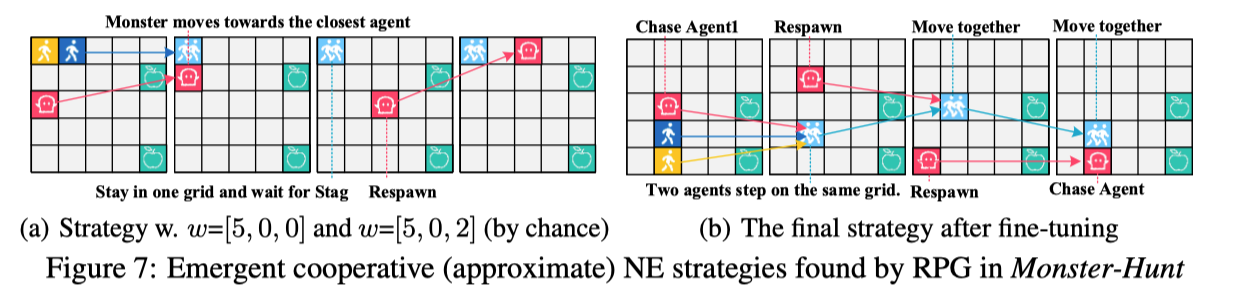 Monster moves towards the closest agent
Stay in one grid and wait for Stag Respawn
(a) Strategy w. w=[5, 0, 0] and w=[5, 0, 2] (by chance)
Chase Agent1 Respawn Move together Move together
Two agents step on the same grid. Respawn Chase Agent
(b) The final strategy after fine-tuning
Figure 7: Emergent cooperative (approximate) NE strategies found by RPG in Monster-Hunt